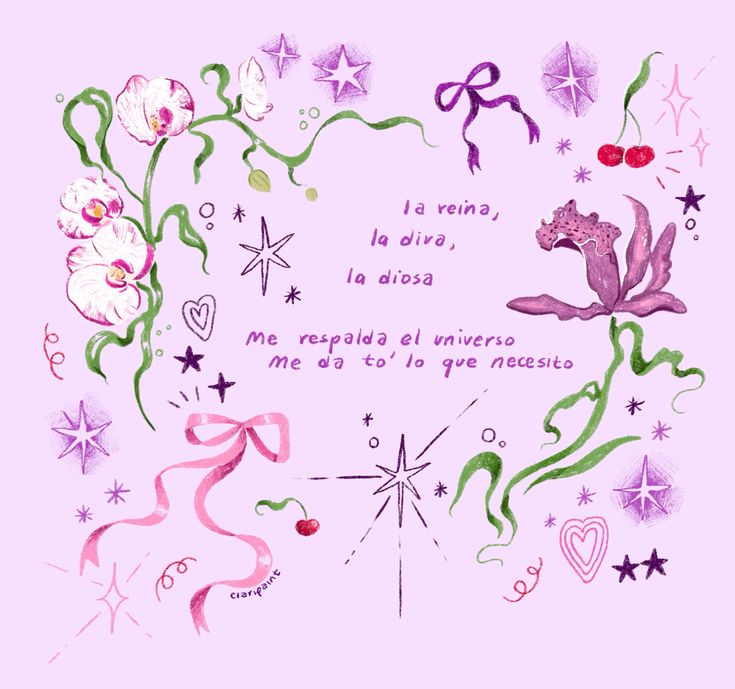 la reina,
la diva,
la diosa
Me respalda el universo
Me da to' lo que necesito
claripaint